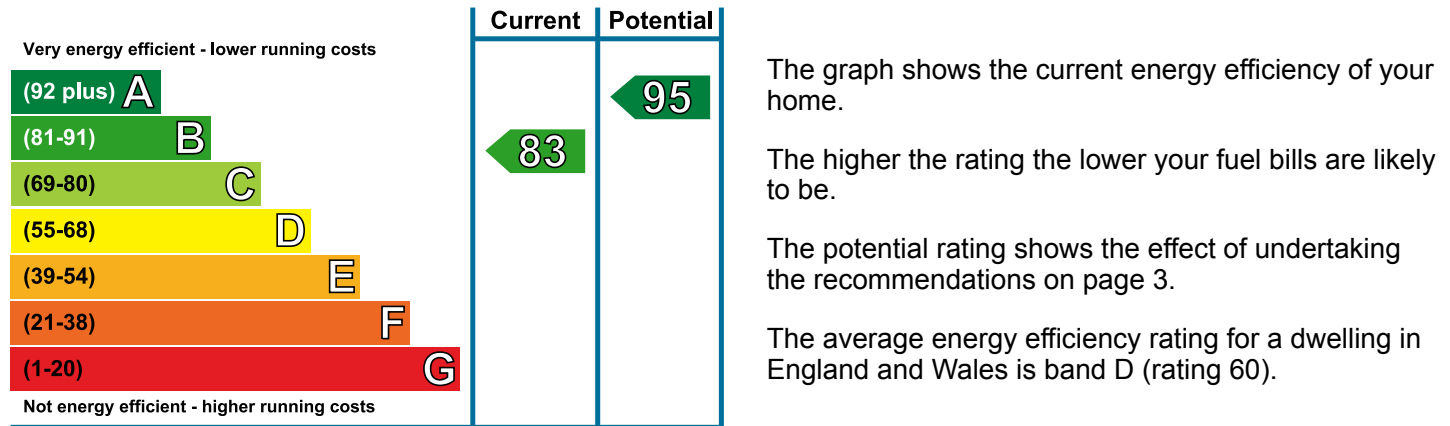 Current Potential
Very energy efficient - lower running costs
(92 plus) A
95
(81-91) B
83
(69-80) C
(55-68) D
(39-54) E
(21-38) F
(1-20) G
Not energy efficient - higher running costs
The graph shows the current energy efficiency of your
home.
The higher the rating the lower your fuel bills are likely
to be.
The potential rating shows the effect of undertaking
the recommendations on page 3.
The average energy efficiency rating for a dwelling in
England and Wales is band D (rating 60).